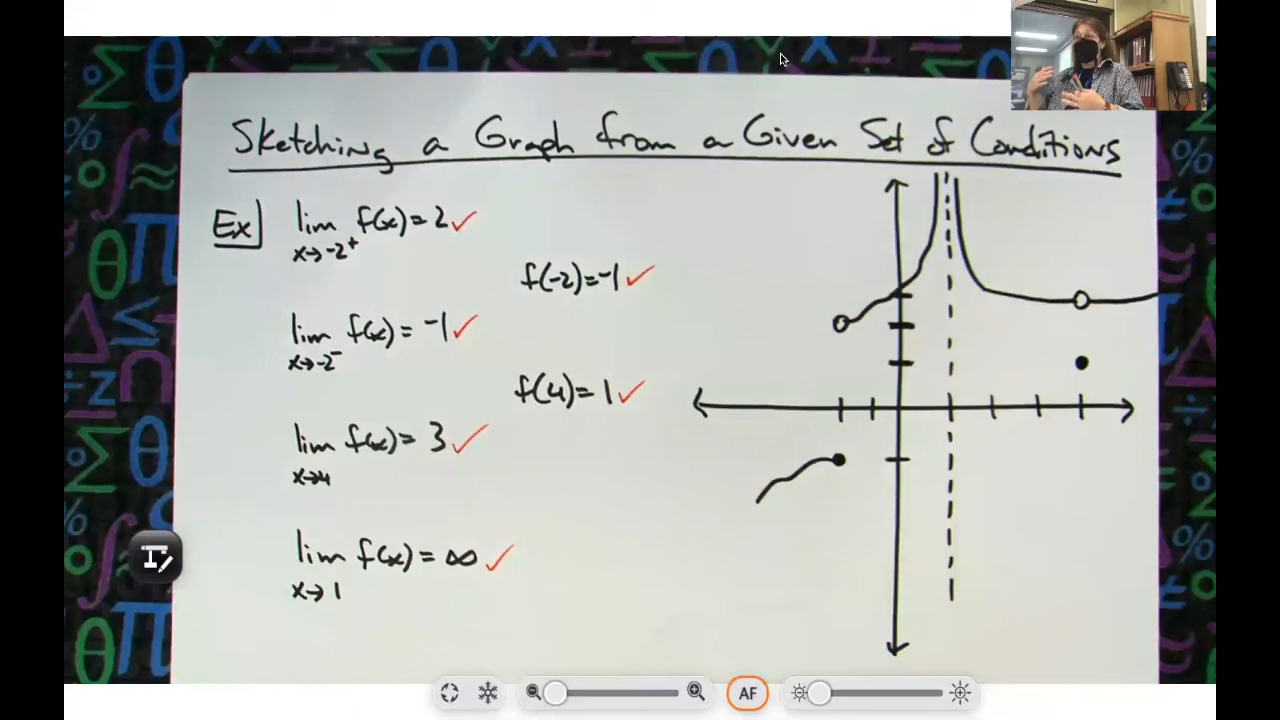 Sketching a Graph from a Given Set of Conditions
Ex lim f(x) = 2 ✓
x→-2⁺
f(-2) = -1 ✓
lim f(x) = -1 ✓
x→-2⁻
f(4) = 1 ✓
lim f(x) = 3 ✓
x→4
lim f(x) = ∞ ✓
x→1
AF